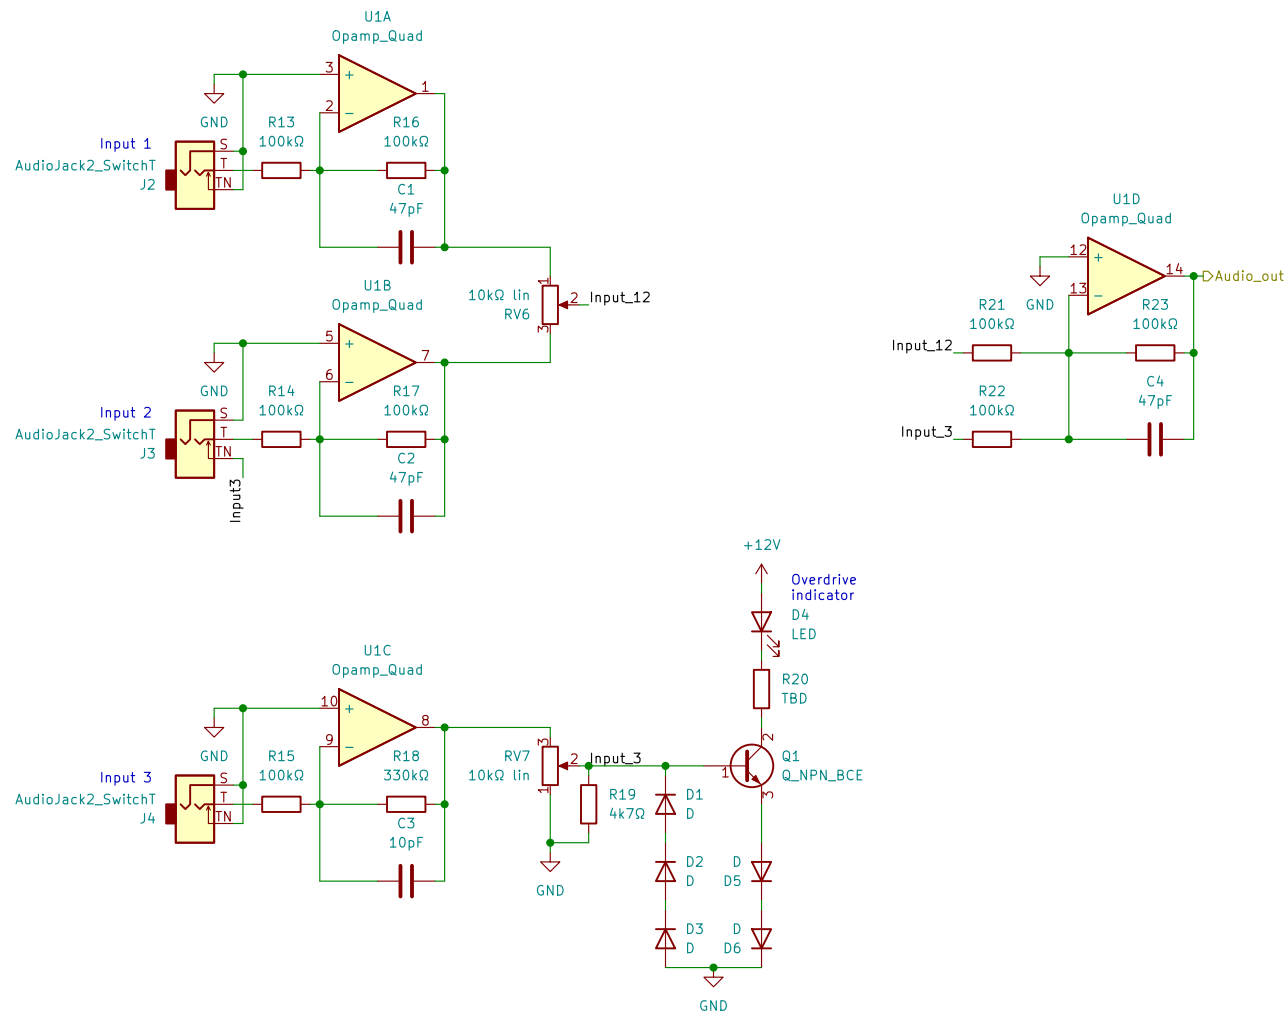 U1A
Opamp_Quad
3
+
1
2
−
GND
R13
100kΩ
R16
100kΩ
Input 1
AudioJack2_SwitchT
J2
S
T
TN
C1
47pF
U1B
Opamp_Quad
5
+
7
6
−
GND
R14
100kΩ
R17
100kΩ
Input 2
AudioJack2_SwitchT
J3
S
T
TN
Input3
C2
47pF
10kΩ lin
RV6
1
2
3
Input_12
U1D
Opamp_Quad
12
+
14
13
−
GND
Audio_out
R21
100kΩ
R23
100kΩ
Input_12
R22
100kΩ
Input_3
C4
47pF
U1C
Opamp_Quad
10
+
8
9
−
GND
R15
100kΩ
R18
330kΩ
Input 3
AudioJack2_SwitchT
J4
S
T
TN
C3
10pF
RV7
10kΩ lin
3
2
1
Input_3
R19
4k7Ω
GND
+12V
Overdrive
indicator
D4
LED
R20
TBD
2
1
3
Q1
Q_NPN_BCE
D1
D
D2
D
D3
D
D
D5
D
D6
GND